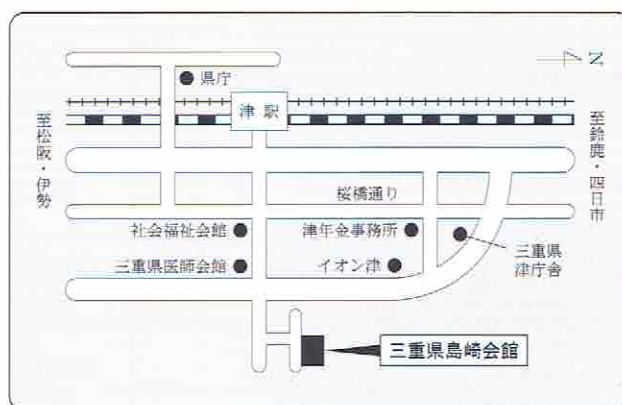 県庁
N
津駅
至松阪・伊勢
至鈴鹿・四日市
桜橋通り
社会福祉会館
津年金事務所
三重県
津庁舎
三重県医師会館
イオン津
三重県島崎会館